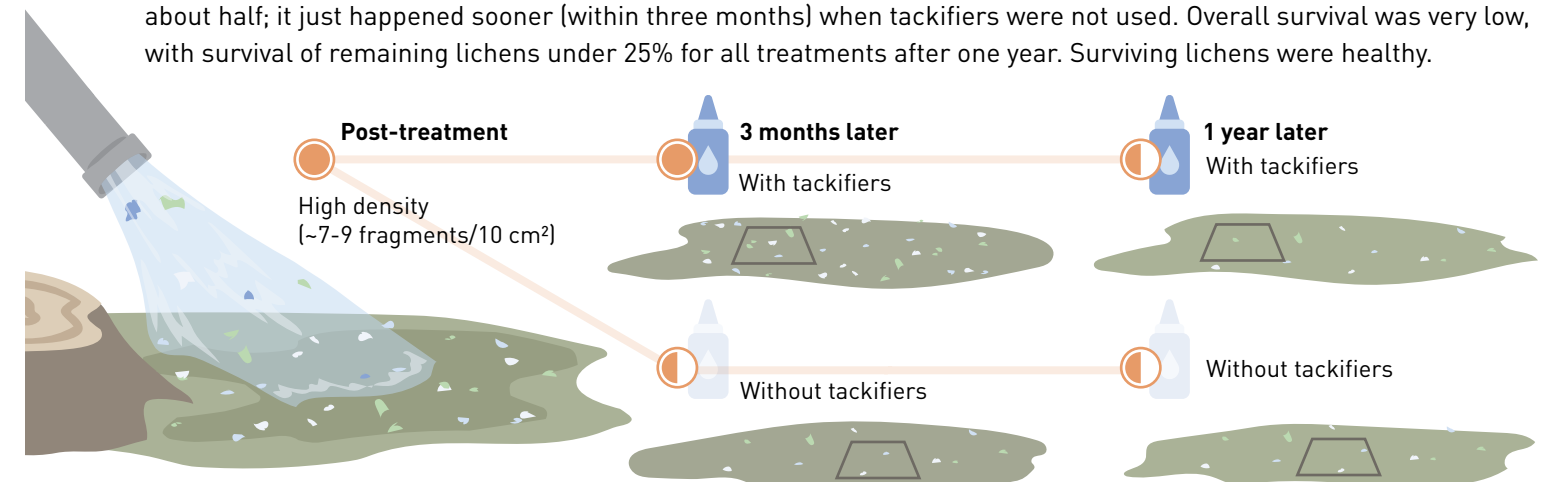 about half; it just happened sooner (within three months) when tackifiers were not used. Overall survival was very low,
with survival of remaining lichens under 25% for all treatments after one year. Surviving lichens were healthy.
Post-treatment
High density
(~7-9 fragments/10 cm²)
3 months later
With tackifiers
1 year later
With tackifiers
Without tackifiers
Without tackifiers